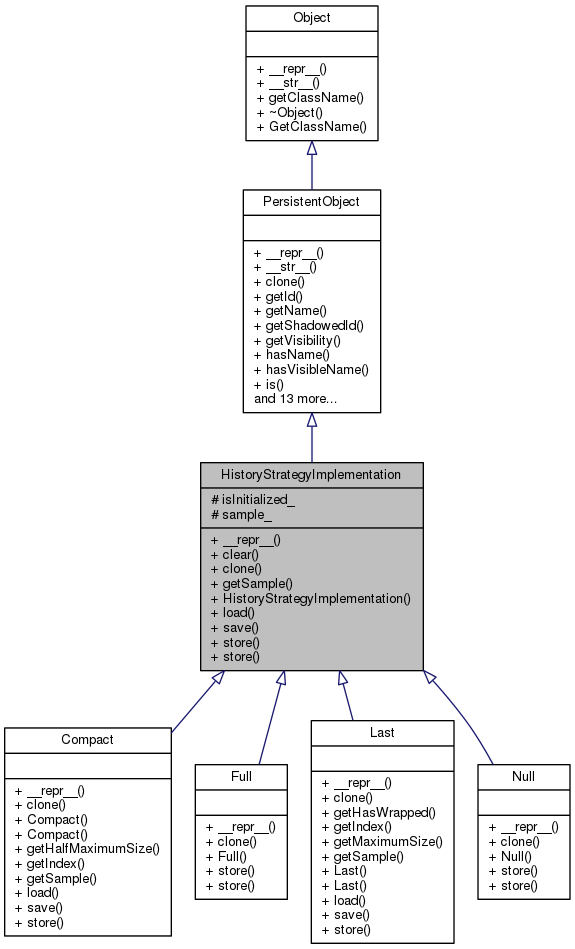 Object
+ __repr__()
+ __str__()
+ getClassName()
+ ~Object()
+ GetClassName()
PersistentObject
+ __repr__()
+ __str__()
+ clone()
+ getId()
+ getName()
+ getShadowedId()
+ getVisibility()
+ hasName()
+ hasVisibleName()
+ is()
and 13 more...
HistoryStrategyImplementation
# isInitialized_
# sample_
+ __repr__()
+ clear()
+ clone()
+ getSample()
+ HistoryStrategyImplementation()
+ load()
+ save()
+ store()
+ store()
Compact
+ __repr__()
+ clone()
+ Compact()
+ Compact()
+ getHalfMaximumSize()
+ getIndex()
+ getSample()
+ load()
+ save()
+ store()
Full
+ __repr__()
+ clone()
+ Full()
+ store()
+ store()
Last
+ __repr__()
+ clone()
+ getHasWrapped()
+ getIndex()
+ getMaximumSize()
+ getSample()
+ Last()
+ Last()
+ load()
+ save()
+ store()
Null
+ __repr__()
+ clone()
+ Null()
+ store()
+ store()